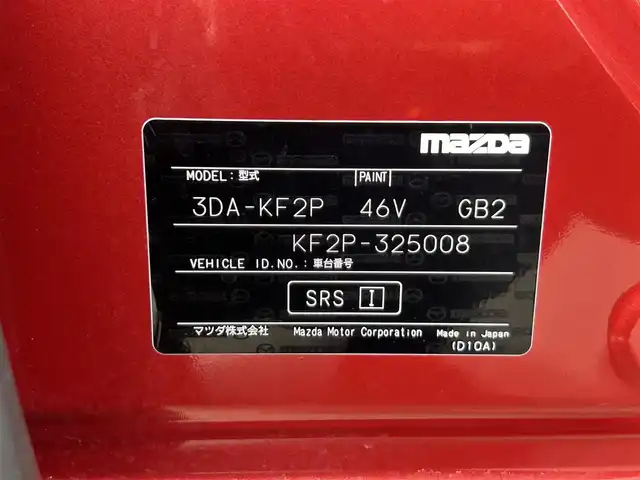 mazda
MODEL：型式 PAINT
3DA-KF2P 46V GB2
KF2P-325008
VEHICLE ID.NO.：車台番号
SRS I
マツダ株式会社 Mazda Motor Corporation Made in Japan
(D10A)